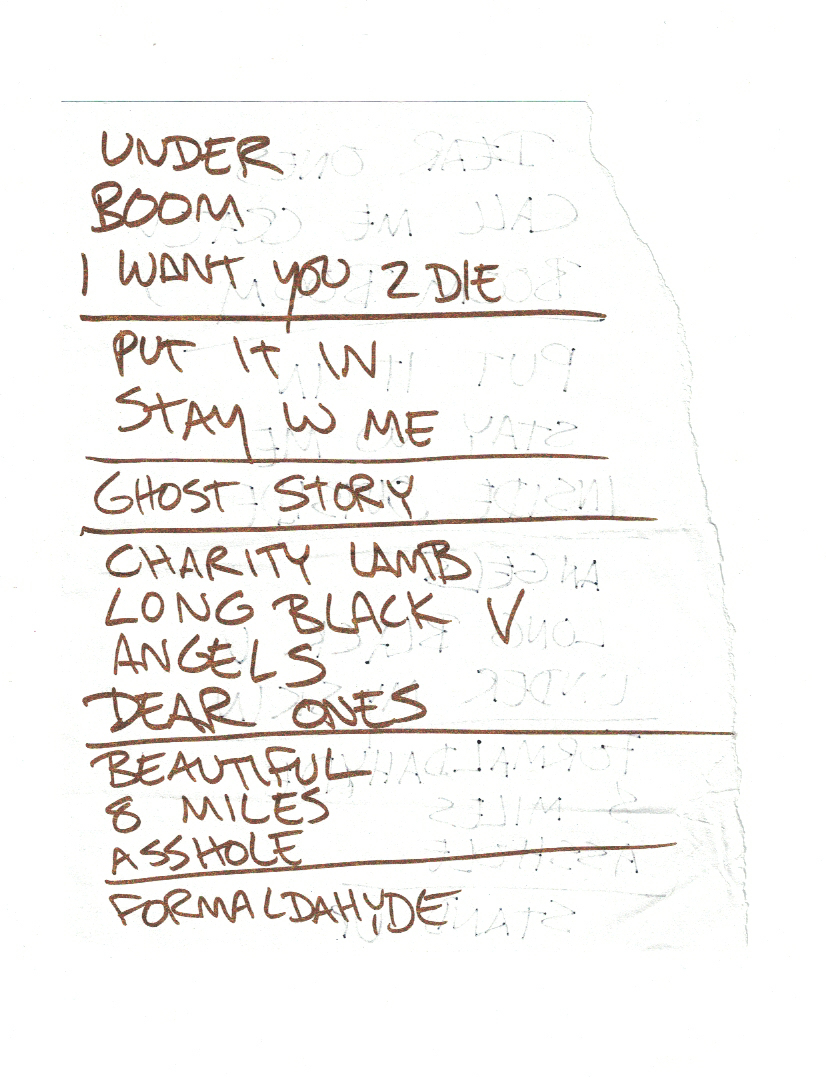 UNDER
BOOM
I WANT YOU 2 DIE
PUT IT IN
STAY W ME
GHOST STORY
CHARITY LAMB
LONG BLACK V
ANGELS
DEAR ONES
BEAUTIFUL
8 MILES
ASSHOLE
FORMALDAHYDE